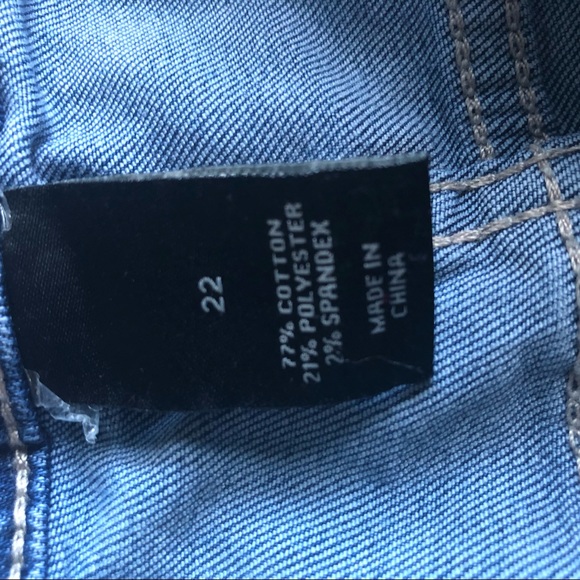 22
77% COTTON
21% POLYESTER
2% SPANDEX
MADE IN
CHINA